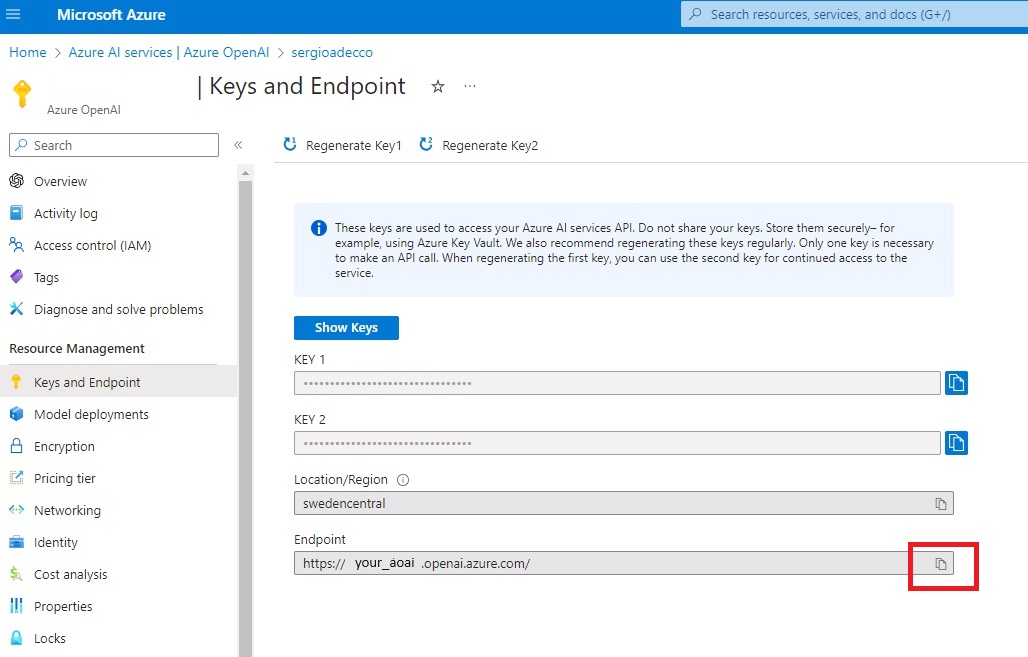 Microsoft Azure
Search resources, services, and docs (G+/)
Home > Azure AI services | Azure OpenAI > sergioadecco
| Keys and Endpoint ☆ ...
Azure OpenAI
Search «
Regenerate Key1 Regenerate Key2
Overview
Activity log
Access control (IAM)
Tags
Diagnose and solve problems
Resource Management
Keys and Endpoint
Model deployments
Encryption
Pricing tier
Networking
Identity
Cost analysis
Properties
Locks
These keys are used to access your Azure AI services API. Do not share your keys. Store them securely– for
example, using Azure Key Vault. We also recommend regenerating these keys regularly. Only one key is necessary
to make an API call. When regenerating the first key, you can use the second key for continued access to the
service.
Show Keys
KEY 1
••••••••••••••••••••••••••••••••
KEY 2
••••••••••••••••••••••••••••••••
Location/Region
swedencentral
Endpoint
https:// your_aoai .openai.azure.com/